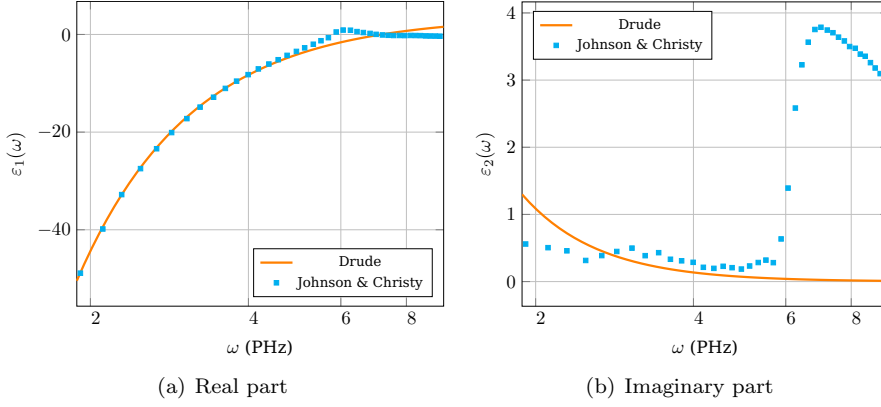 0
−20
−40
ε₁(ω)
Drude
Johnson & Christy
2
4
6
8
ω (PHz)
(a) Real part
4
3
2
1
0
ε₂(ω)
Drude
Johnson & Christy
2
4
6
8
ω (PHz)
(b) Imaginary part